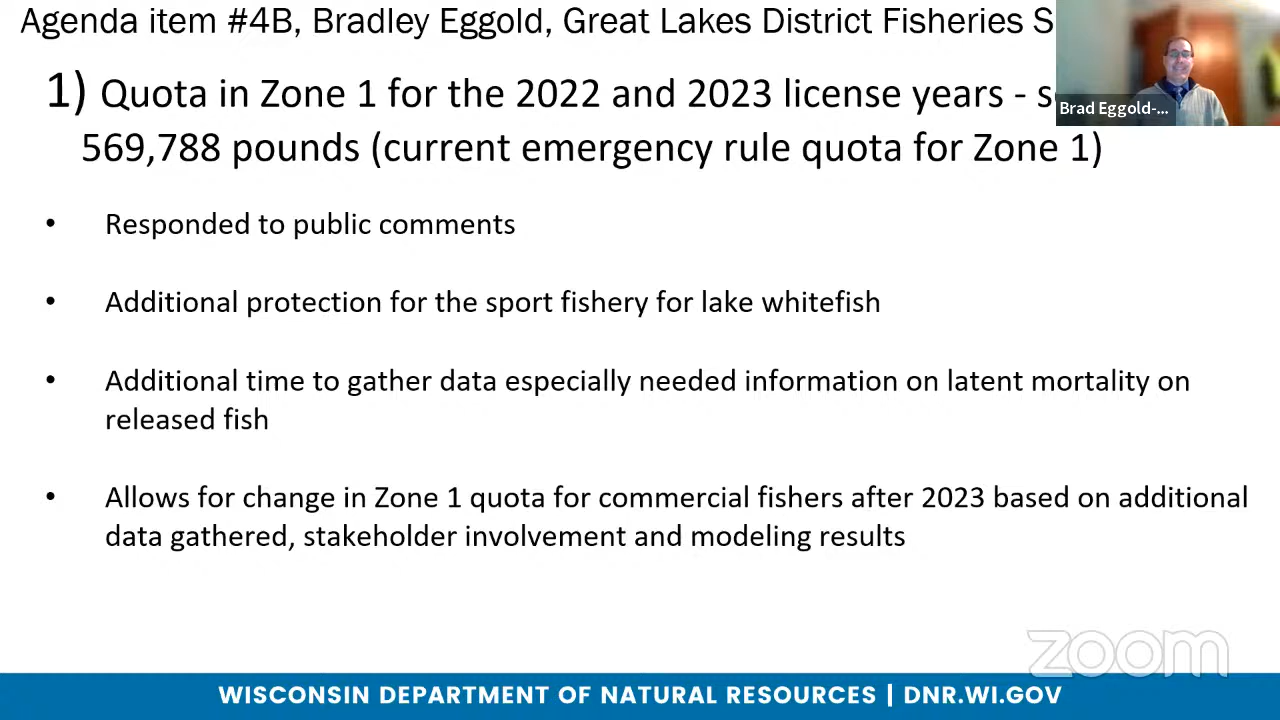 Agenda item #4B, Bradley Eggold, Great Lakes District Fisheries S
Brad Eggold-...
1) Quota in Zone 1 for the 2022 and 2023 license years - s
569,788 pounds (current emergency rule quota for Zone 1)
• Responded to public comments
• Additional protection for the sport fishery for lake whitefish
• Additional time to gather data especially needed information on latent mortality on
released fish
• Allows for change in Zone 1 quota for commercial fishers after 2023 based on additional
data gathered, stakeholder involvement and modeling results
zoom
WISCONSIN DEPARTMENT OF NATURAL RESOURCES | DNR.WI.GOV